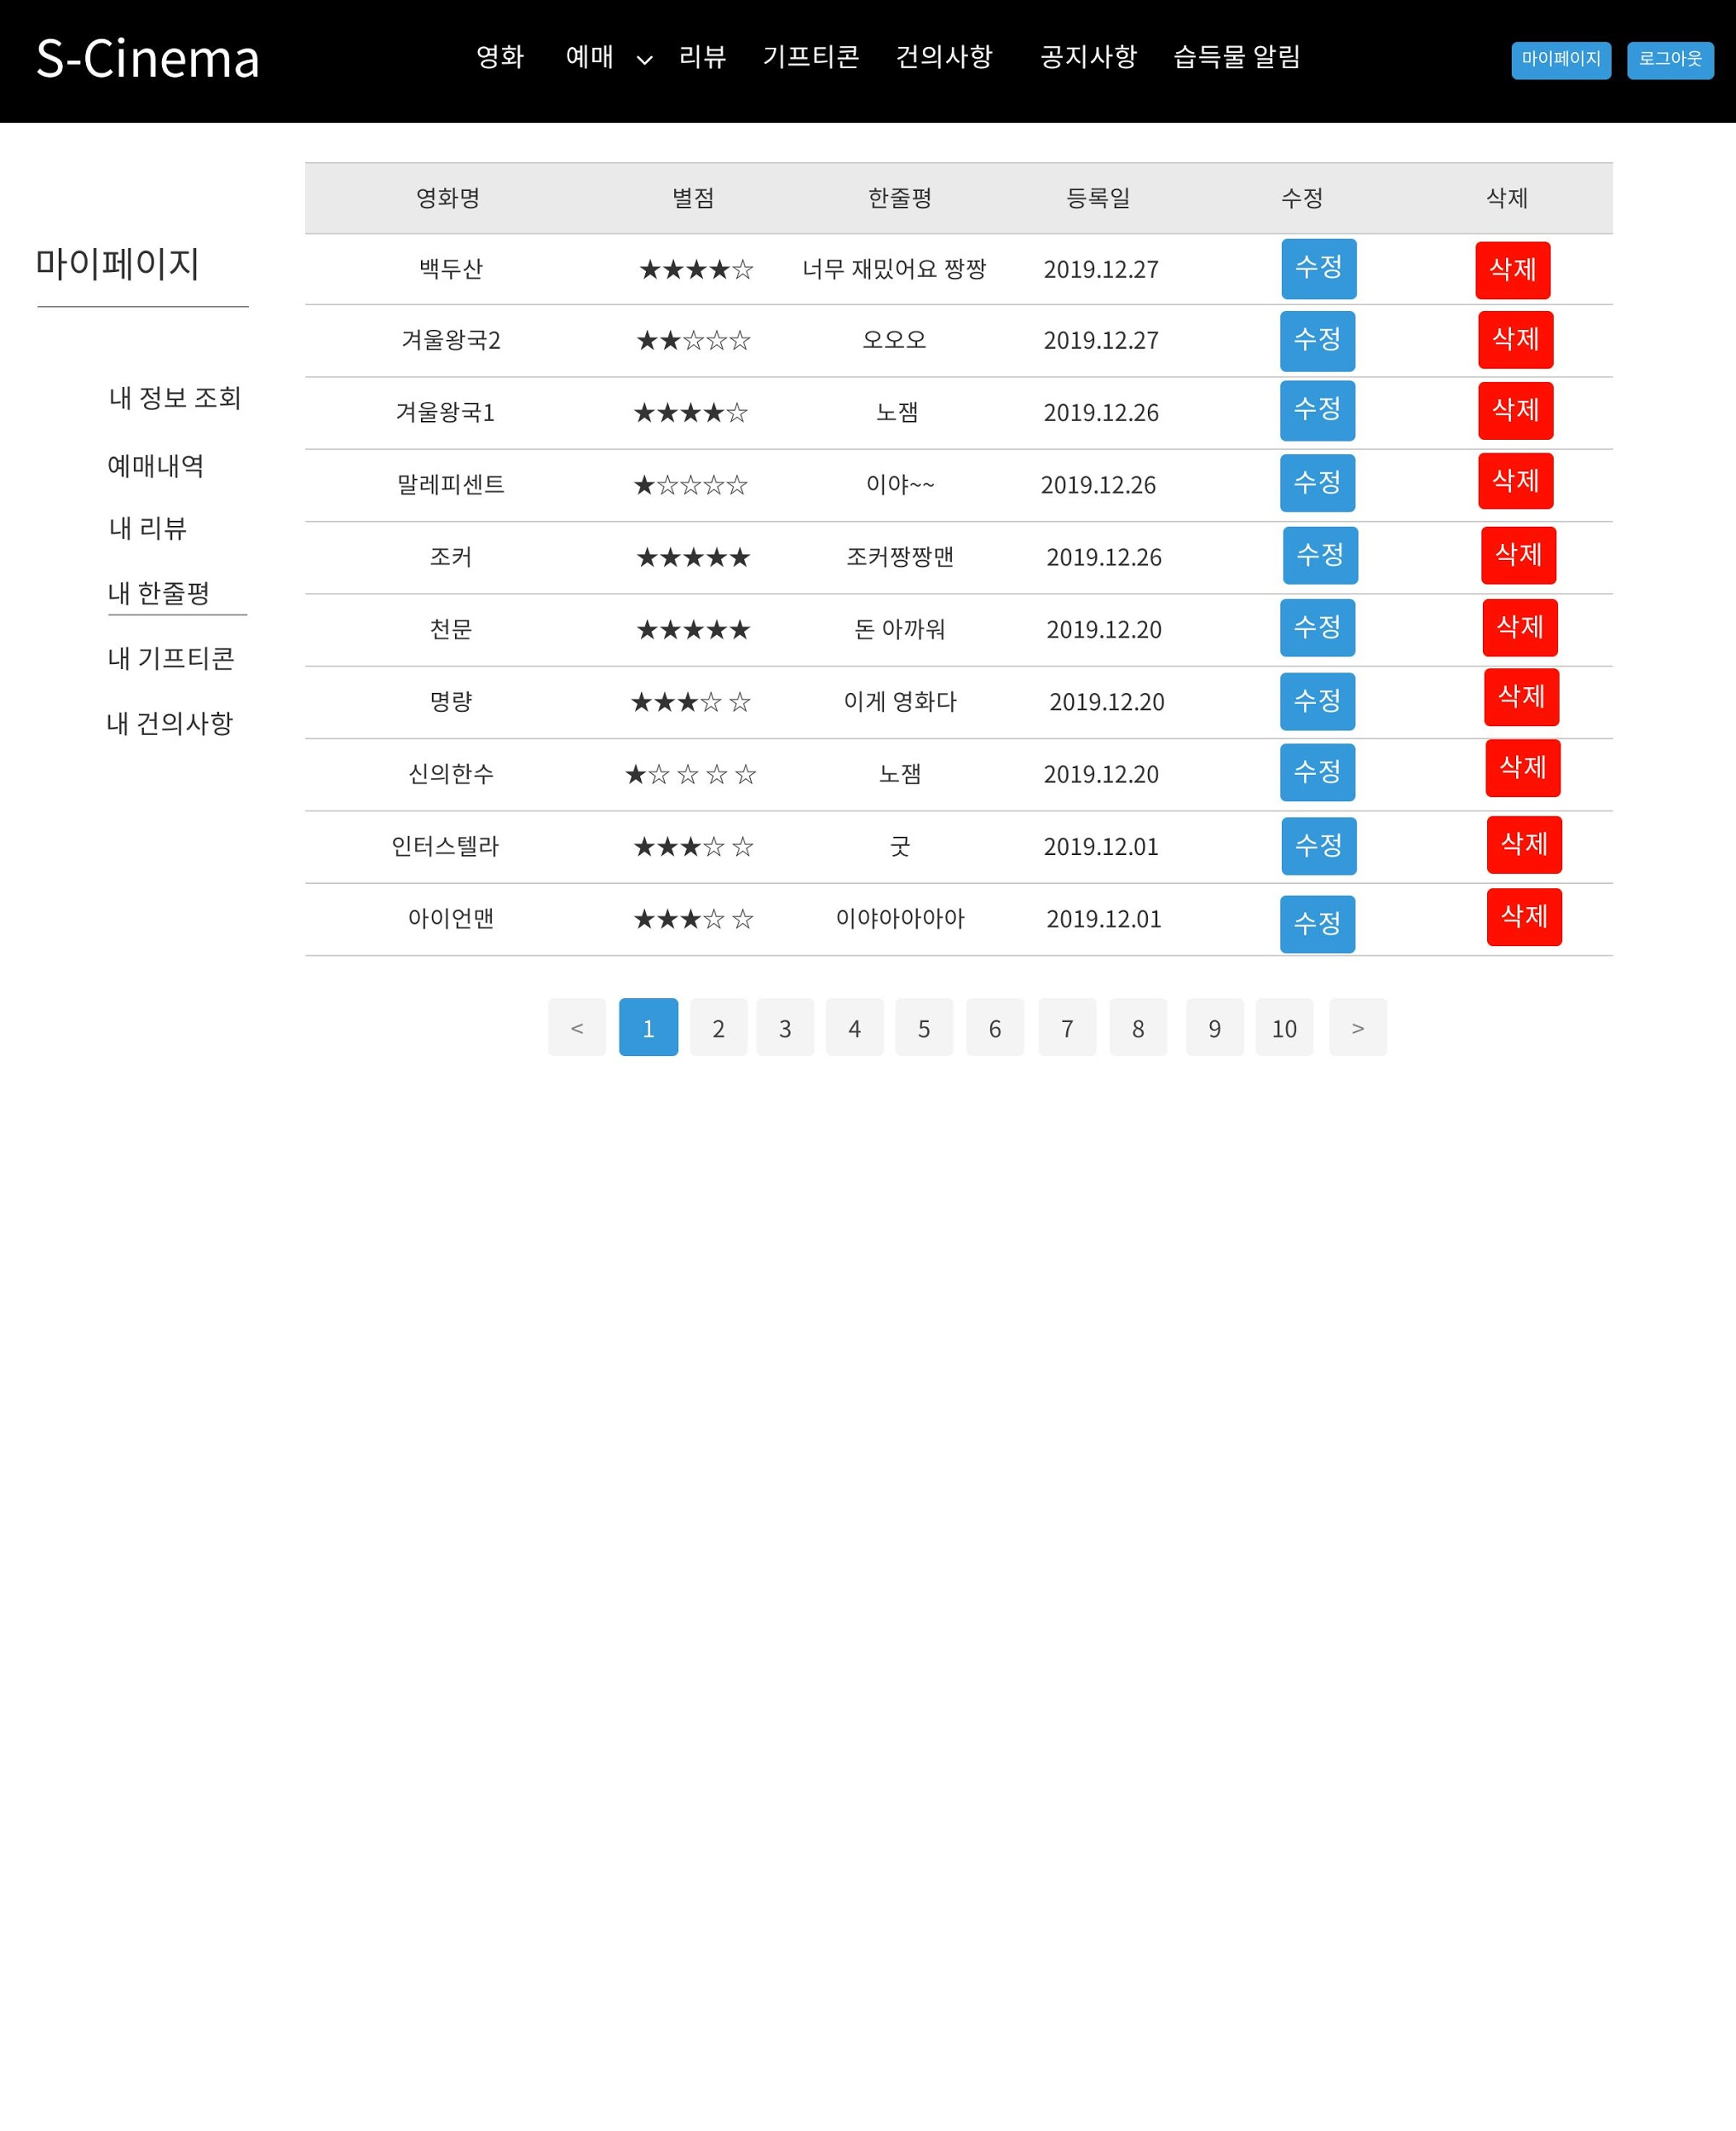 S-Cinema 영화 예매 리뷰 기프티콘 건의사항 공지사항 습득물 알림 마이페이지 로그아웃
마이페이지
내 정보 조회
예매내역
내 리뷰
내 한줄평
내 기프티콘
내 건의사항
영화명 별점 한줄평 등록일 수정 삭제
백두산 ★★★★☆ 너무 재밌어요 짱짱 2019.12.27 수정 삭제
겨울왕국2 ★★☆☆☆ 오오오 2019.12.27 수정 삭제
겨울왕국1 ★★★★☆ 노잼 2019.12.26 수정 삭제
말레피센트 ★☆☆☆☆ 이야~~ 2019.12.26 수정 삭제
조커 ★★★★★ 조커짱짱맨 2019.12.26 수정 삭제
천문 ★★★★★ 돈 아까워 2019.12.20 수정 삭제
명량 ★★★☆ ☆ 이게 영화다 2019.12.20 수정 삭제
신의한수 ★☆ ☆ ☆ ☆ 노잼 2019.12.20 수정 삭제
인터스텔라 ★★★☆ ☆ 굿 2019.12.01 수정 삭제
아이언맨 ★★★☆ ☆ 이야아아아아 2019.12.01 수정 삭제
< 1 2 3 4 5 6 7 8 9 10 >